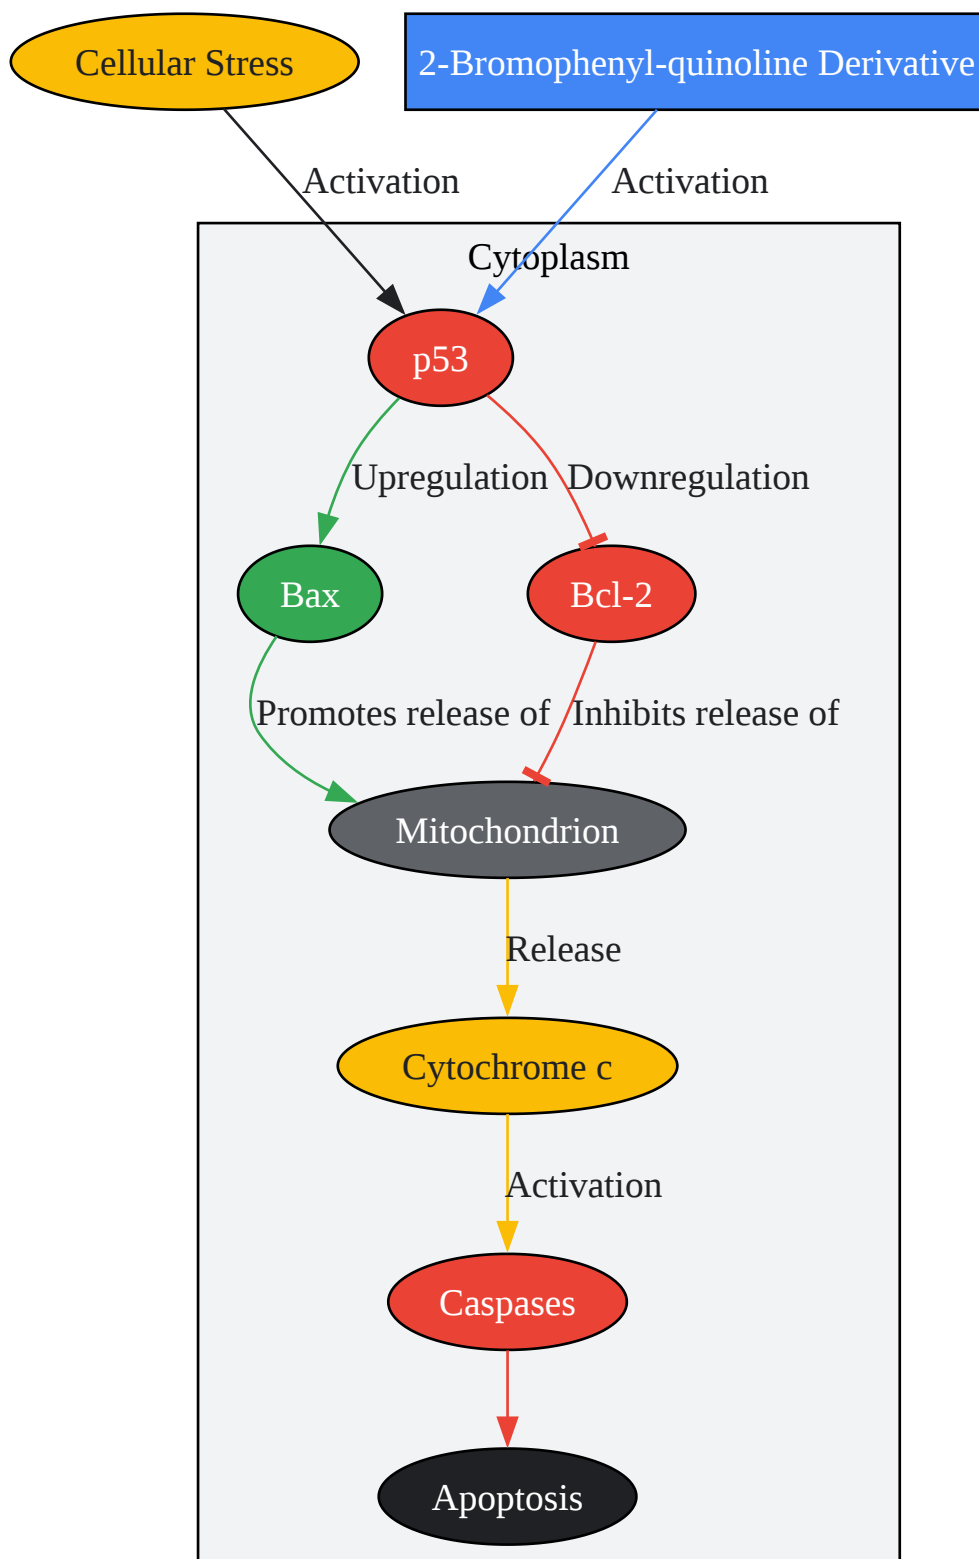 Cellular Stress
2-Bromophenyl-quinoline Derivative
Activation
Activation
Cytoplasm
p53
Upregulation
Downregulation
Bax
Bcl-2
Promotes release of
Inhibits release of
Mitochondrion
Release
Cytochrome c
Activation
Caspases
Apoptosis